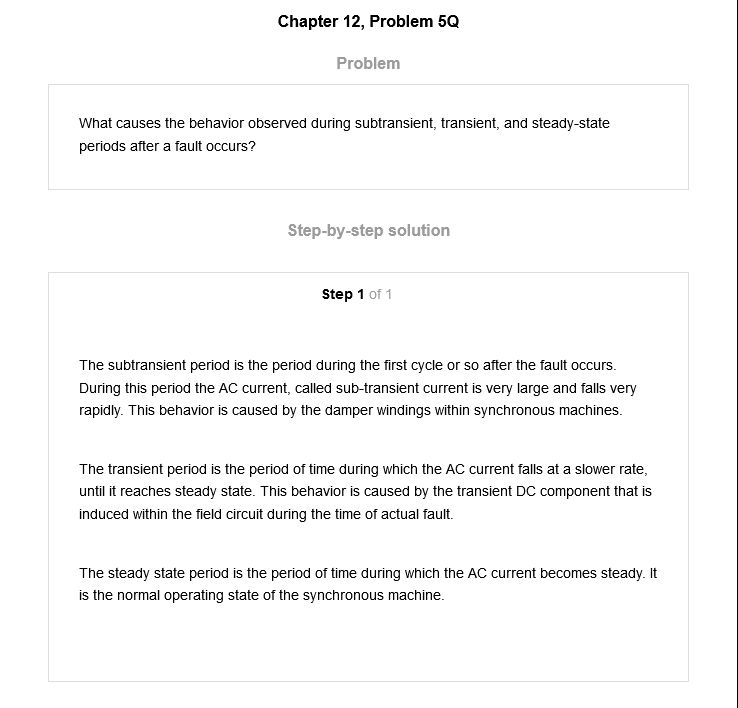 Chapter 12, Problem 5Q
Problem
What causes the behavior observed during subtransient, transient, and steady-state
periods after a fault occurs?
Step-by-step solution
Step 1 of 1
The subtransient period is the period during the first cycle or so after the fault occurs.
During this period the AC current, called sub-transient current is very large and falls very
rapidly. This behavior is caused by the damper windings within synchronous machines.
The transient period is the period of time during which the AC current falls at a slower rate,
until it reaches steady state. This behavior is caused by the transient DC component that is
induced within the field circuit during the time of actual fault.
The steady state period is the period of time during which the AC current becomes steady. It
is the normal operating state of the synchronous machine.